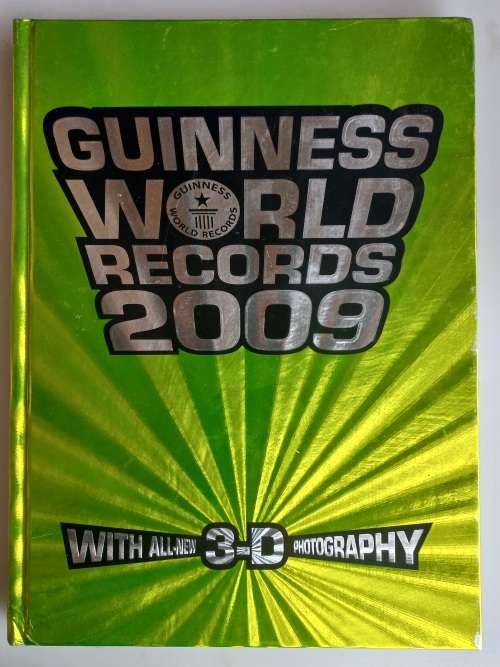 GUINNESS
WORLD
GUINNESS
WORLD RECORDS
RECORDS
2009
WITH ALL-NEW 3-D PHOTOGRAPHY